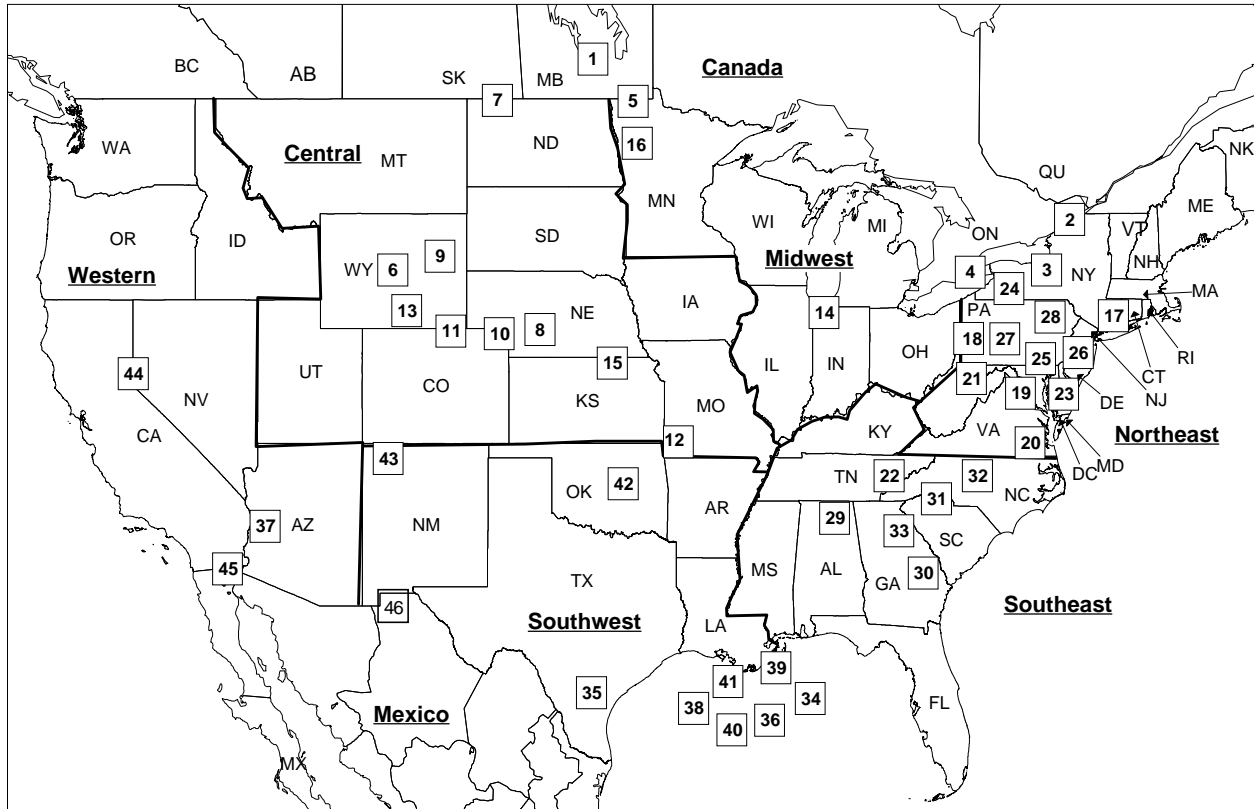 1
BC
AB
SK
MB
Canada
7
5
WA
Central
MT
ND
16
NK
QU
MN
ME
2
WI
MI
ON
VT
OR
ID
SD
NH
Western
WY
6
9
Midwest
4
3
NY
24
MA
IA
13
NE
14
PA
28
17
11
10
8
18
27
RI
UT
CO
15
IL
IN
OH
25
26
CT
NJ
44
NV
KS
21
19
23
DE
CA
MO
KY
VA
20
Northeast
12
MD
DC
43
OK
42
TN
22
32
NC
37
AZ
NM
AR
31
29
33
SC
45
TX
MS
AL
GA
30
46
Southwest
LA
Southeast
39
35
41
34
FL
Mexico
38
36
40
MX